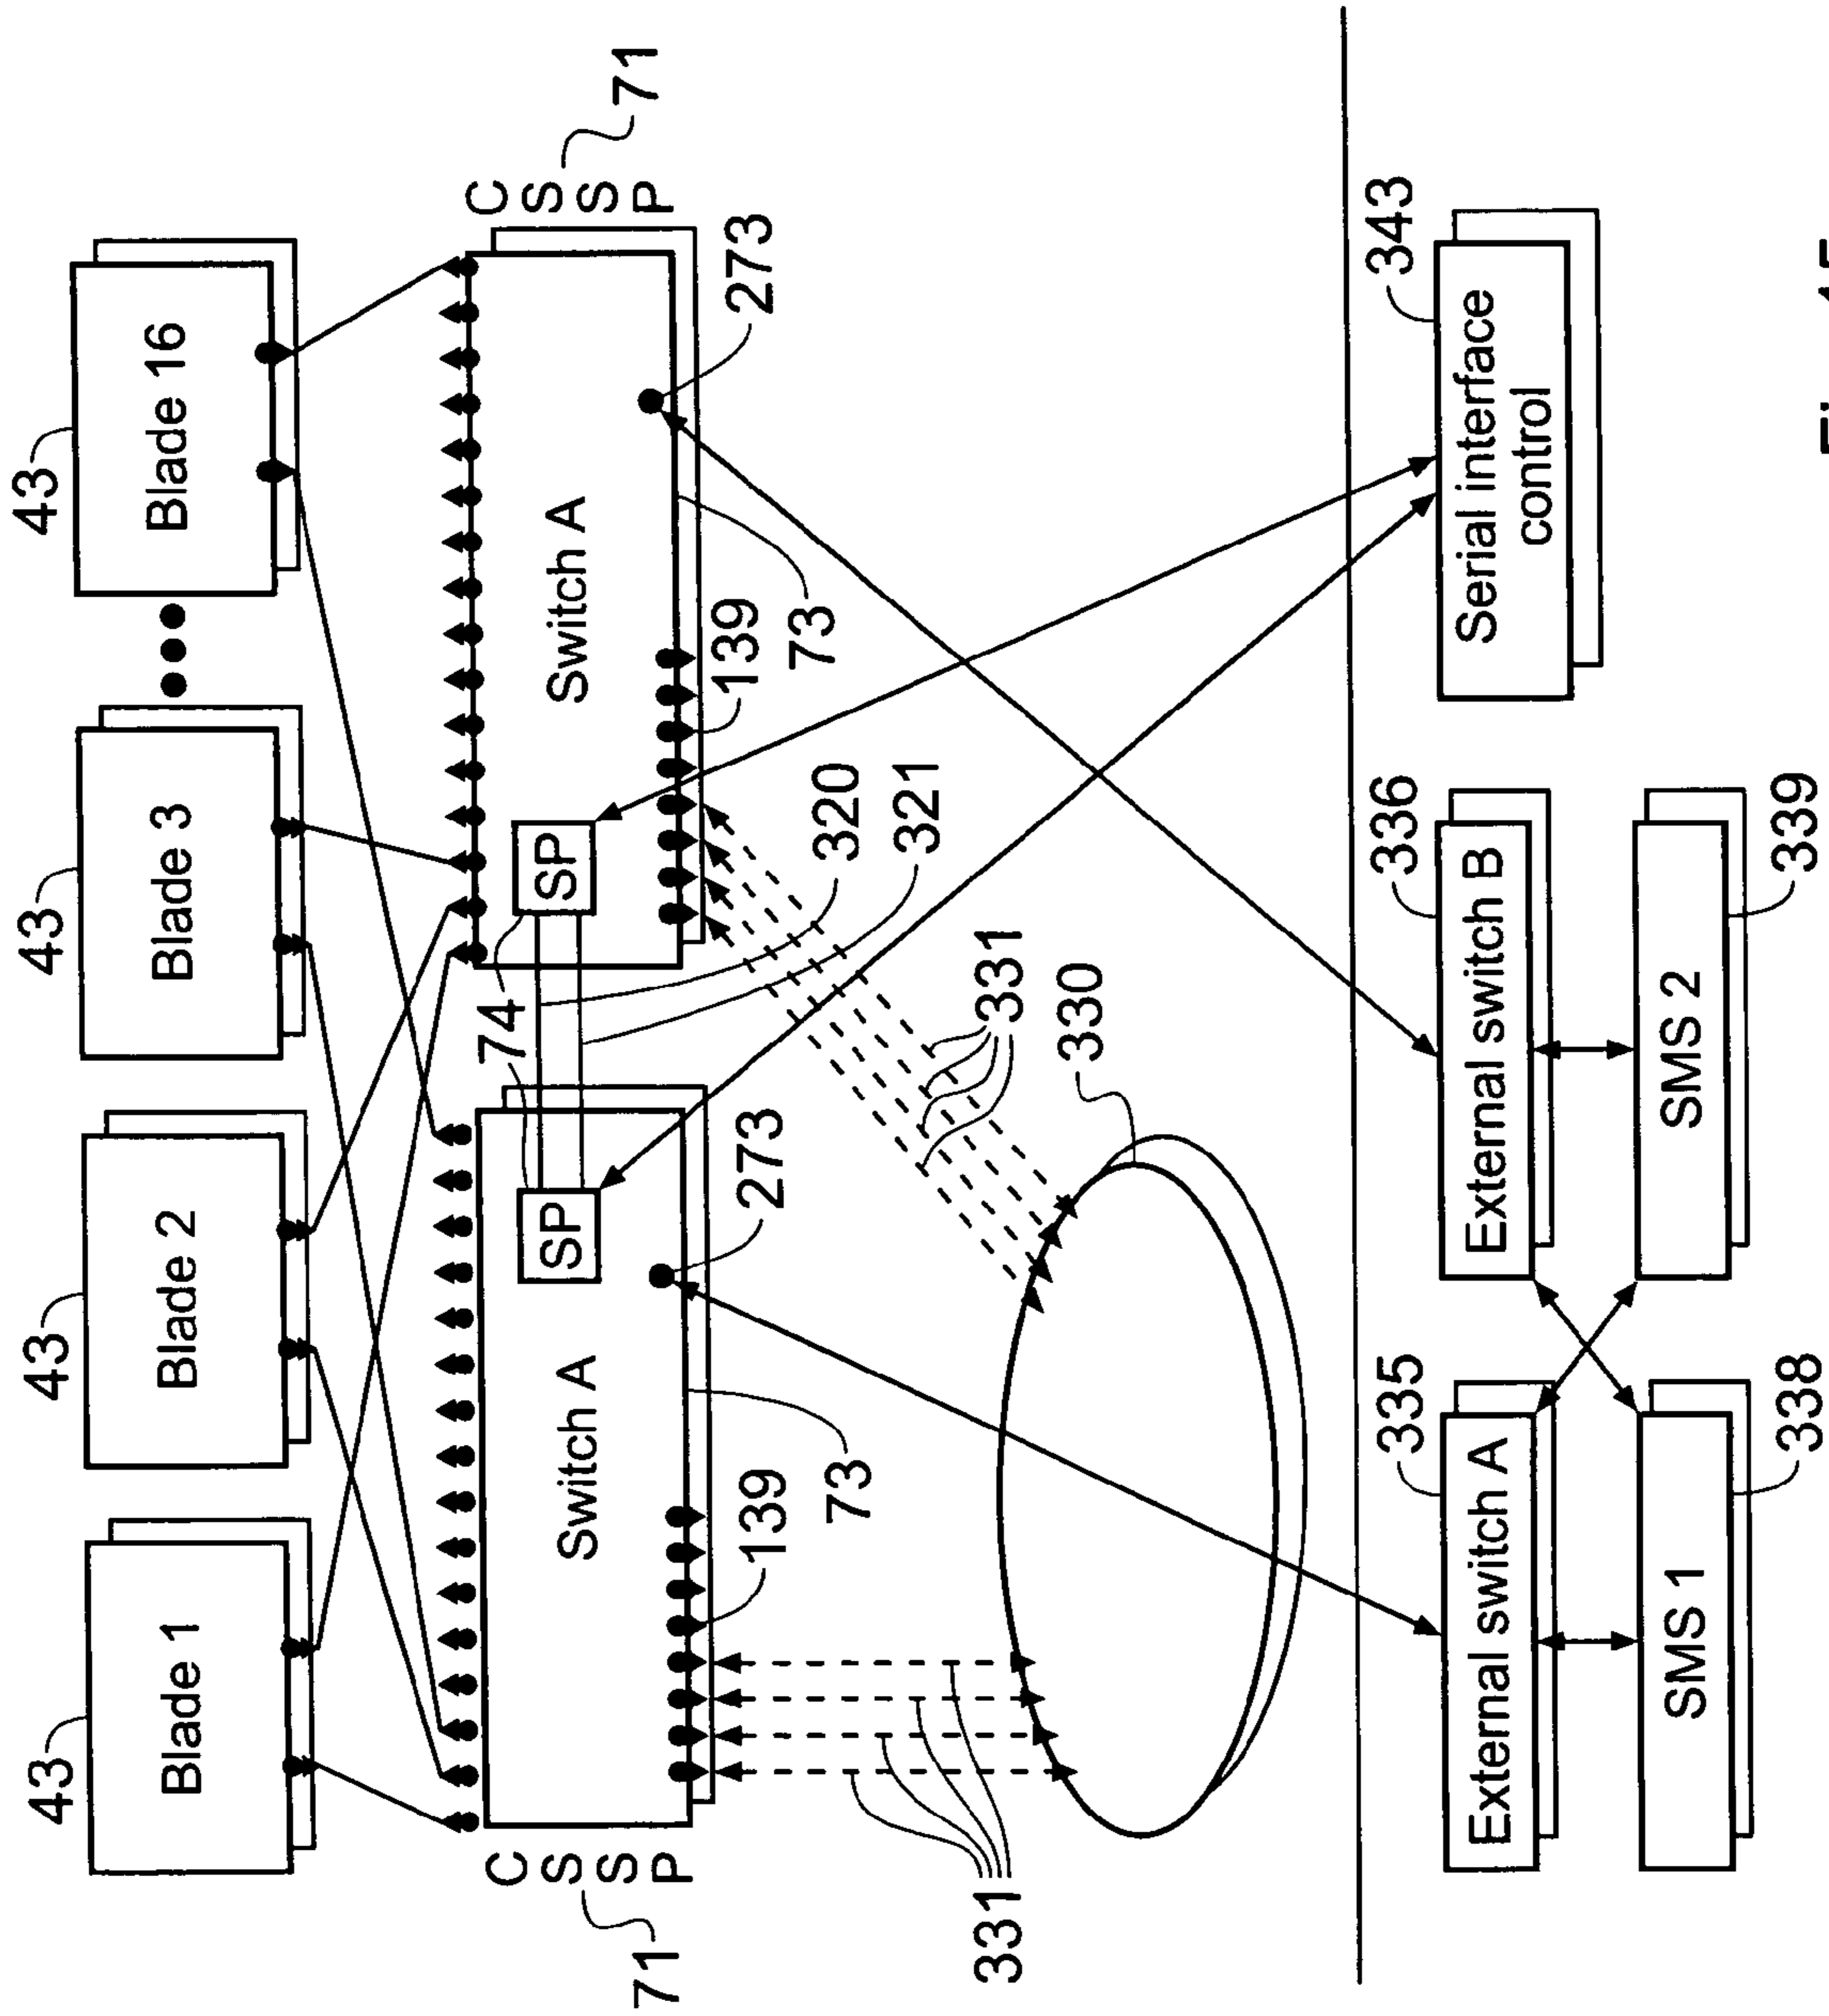 43
43
43
43
Blade 1
Blade 2
Blade 3
Blade 16
71
C
S
S
P
Switch A
SP
74
SP
Switch A
C
S
S
P
71
139
73
273
320
321
139
73
273
331
331
330
335
336
343
External switch A
External switch B
Serial interface
control
SMS 1
SMS 2
338
339